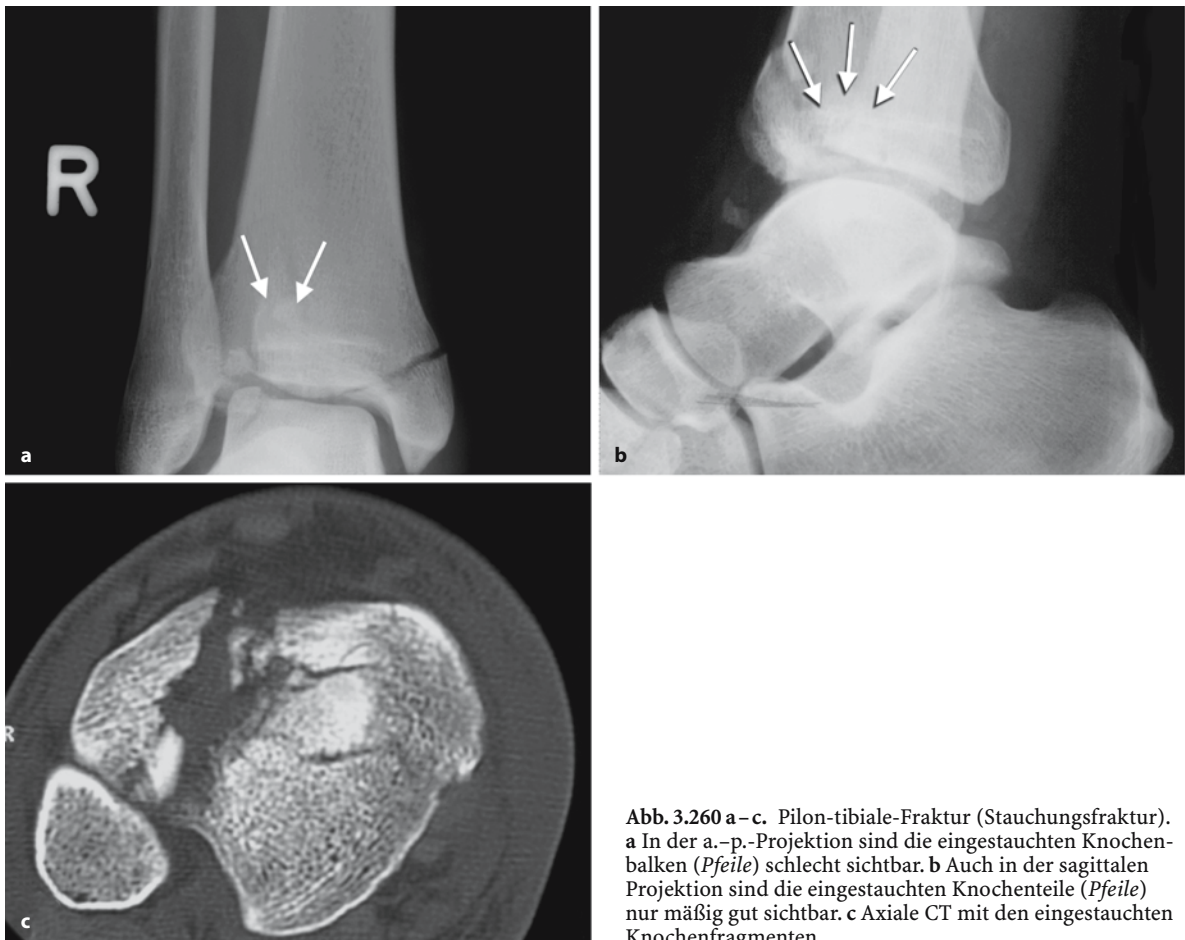 R
a
b
R
c
Abb. 3.260 a–c. Pilon-tibiale-Fraktur (Stauchungsfraktur).
a In der a.–p.-Projektion sind die eingestauchten Knochen-
balken (Pfeile) schlecht sichtbar. b Auch in der sagittalen
Projektion sind die eingestauchten Knochenteile (Pfeile)
nur mäßig gut sichtbar. c Axiale CT mit den eingestauchten
Knochenfragmenten